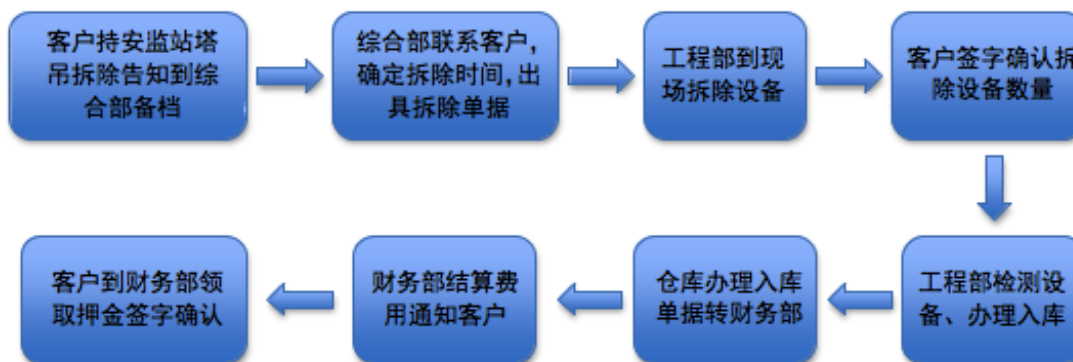 客户持安监站塔
吊拆除告知到综
合部备档
综合部联系客户,
确定拆除时间,出
具拆除单据
工程部到现
场拆除设备
客户签字确认拆
除设备数量
工程部检测设
备、办理入库
仓库办理入库
单据转财务部
财务部结算费
用通知客户
客户到财务部领
取押金签字确认